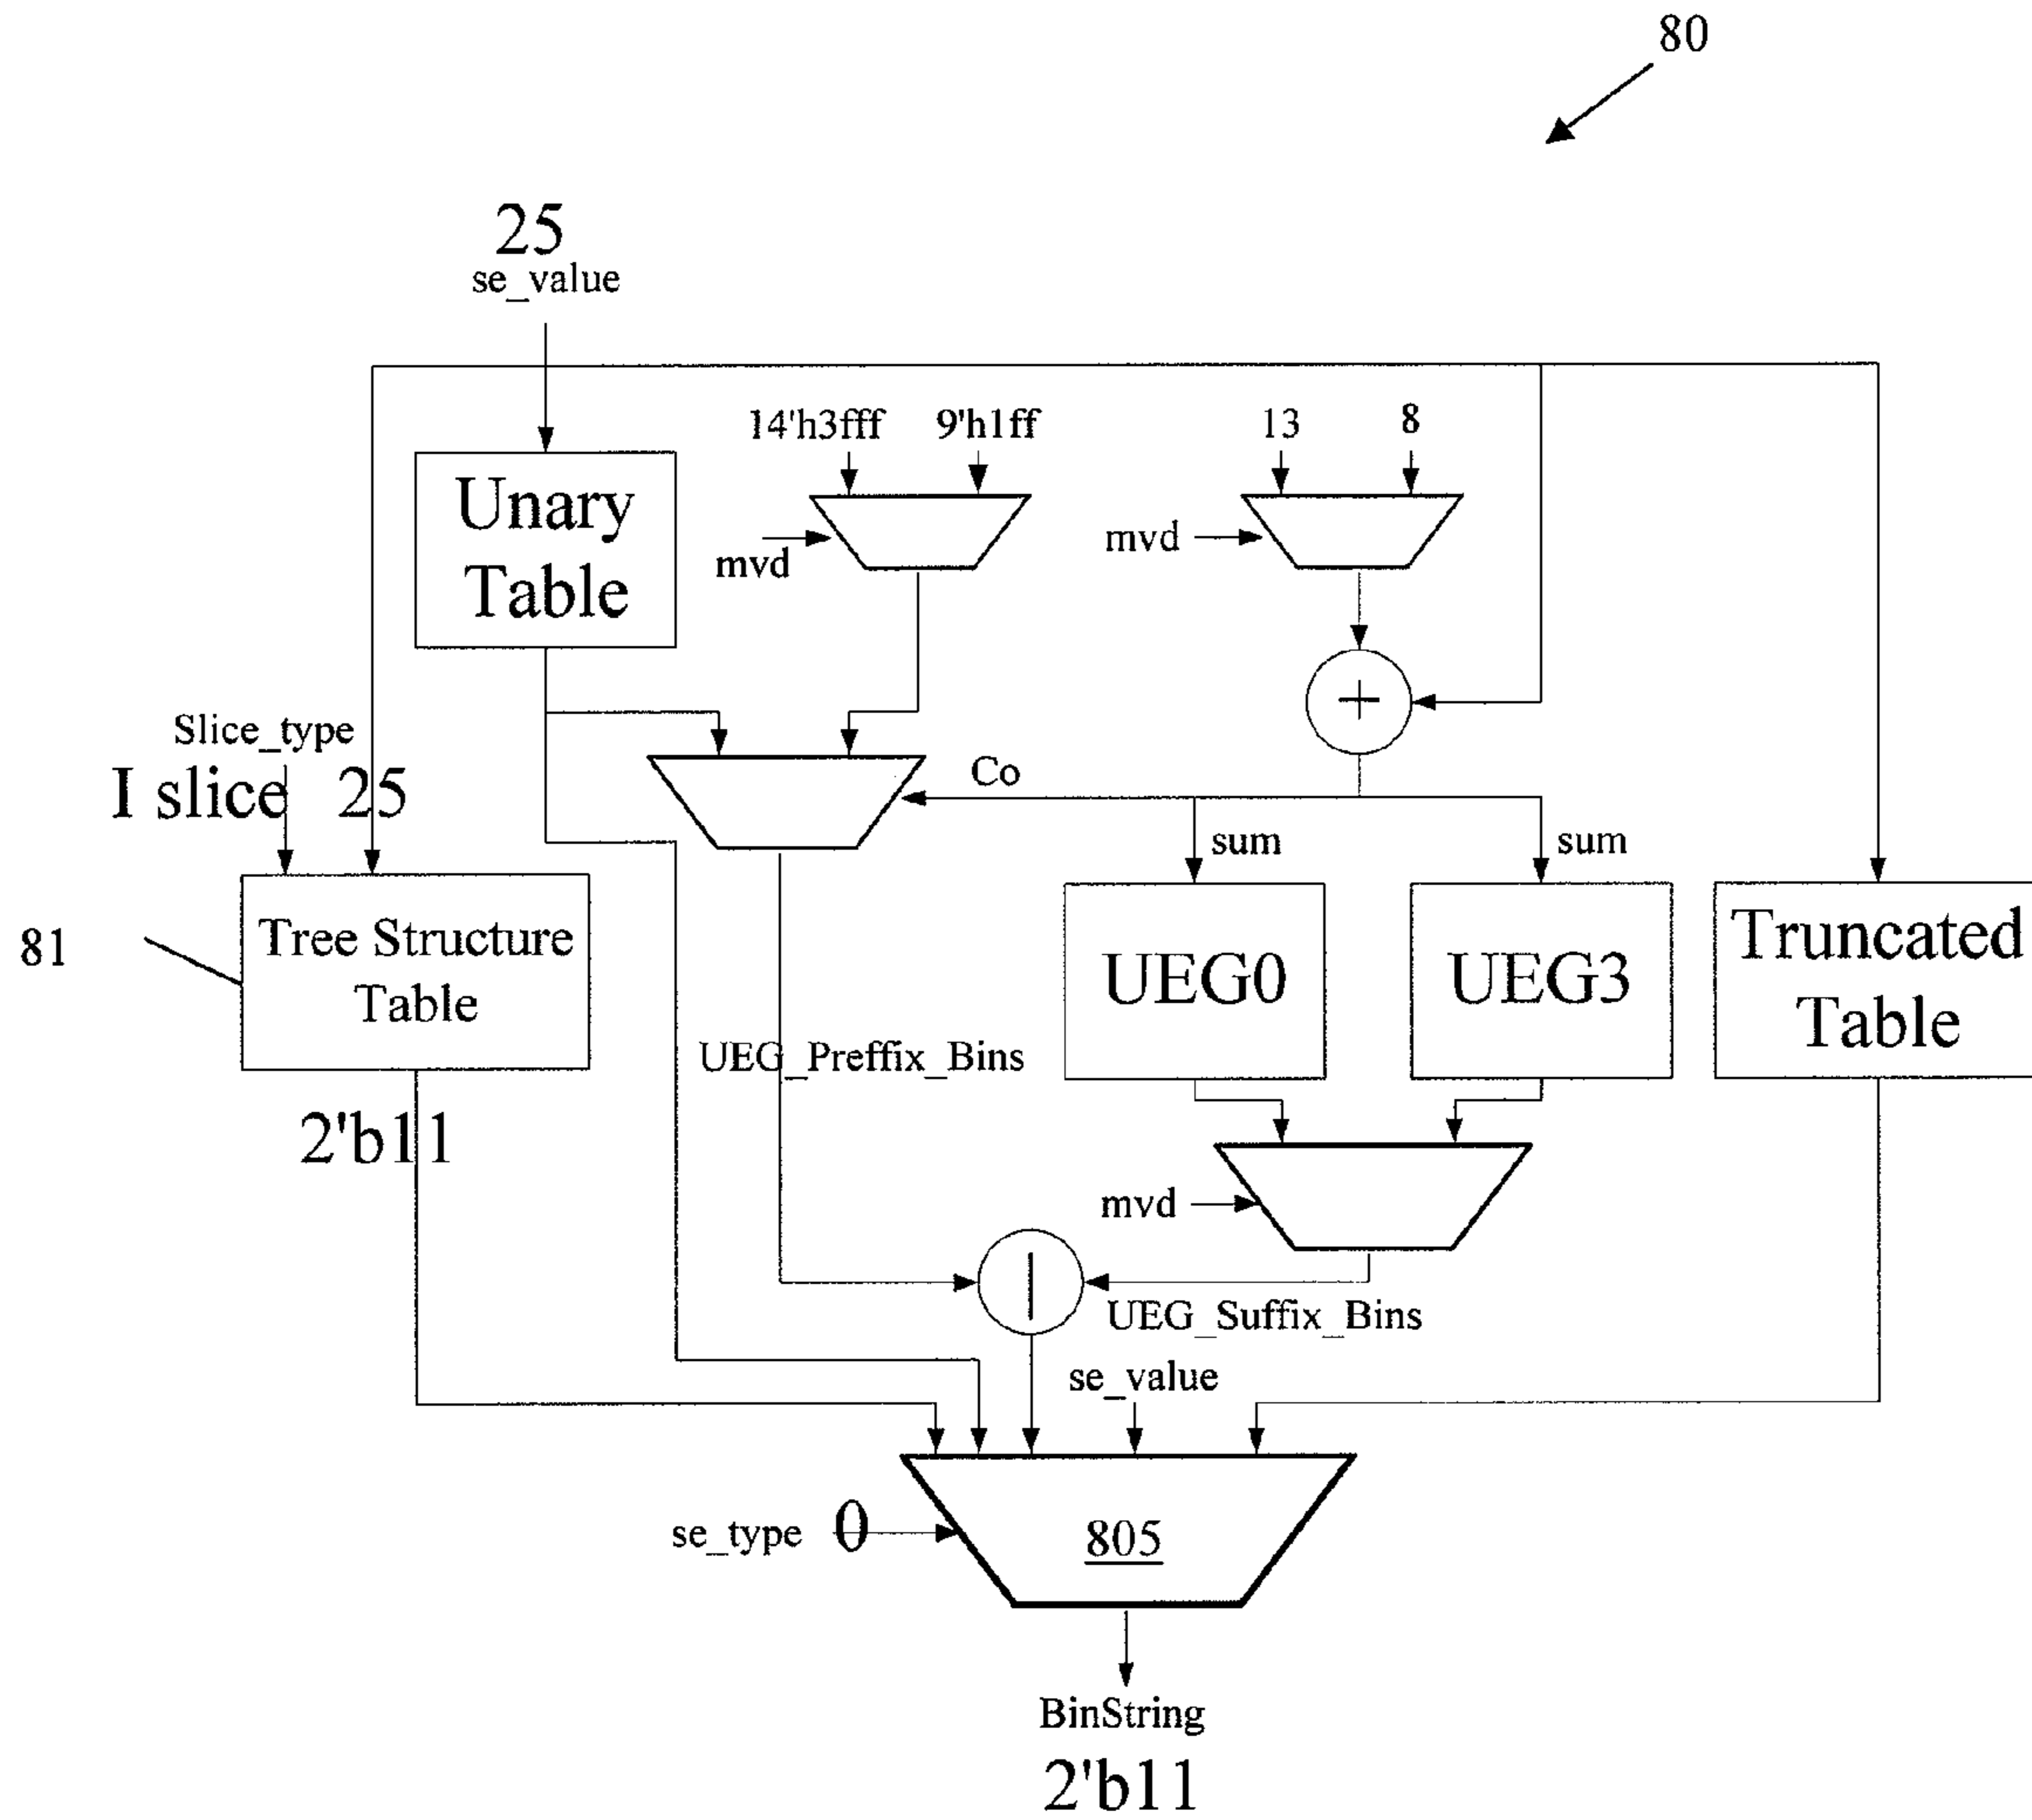 80
25
se_value
14'h3fff 9'h1ff 13 8
Unary
Table
mvd
mvd
+
Slice_type
I slice 25
Co
sum
sum
81
Tree Structure
Table
UEG0
UEG3
Truncated
Table
UEG_Preffix_Bins
2'b11
mvd
|
UEG_Suffix_Bins
se_value
se_type 0
805
BinString
2'b11